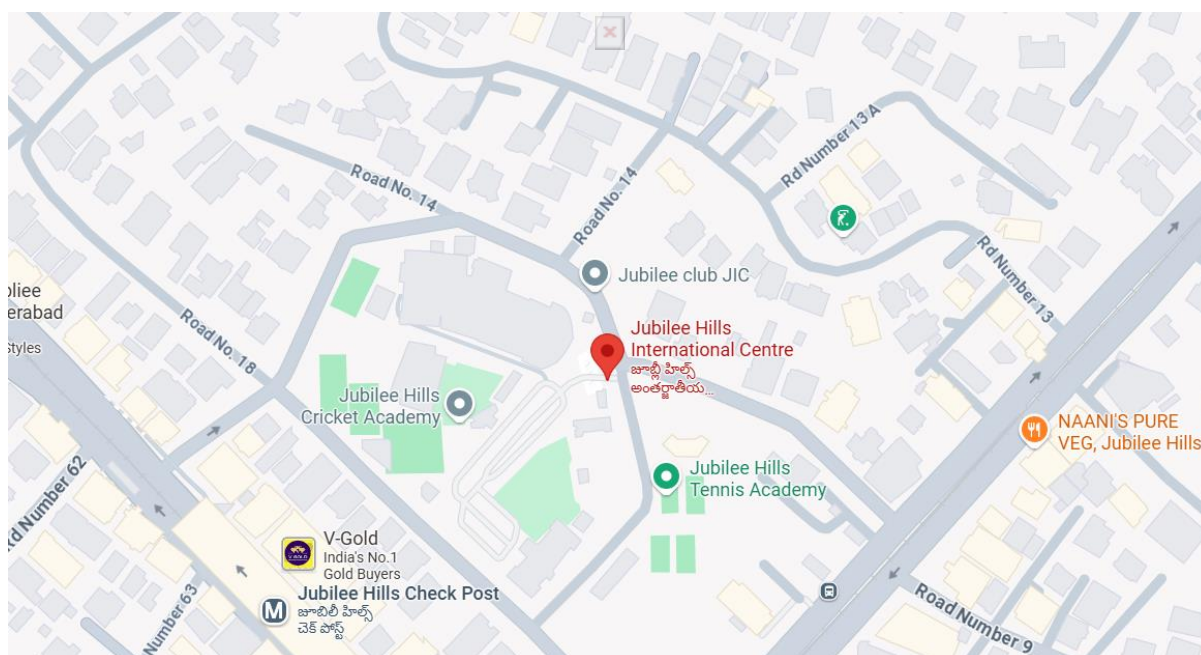 Rd Number 13 A
Road No. 14
Road No. 14
Jubilee club JIC
Rd Number 13
erabad
Styles
Road No. 18
Jubilee Hills
International Centre
జూబ్లీ హిల్స్
అంతర్జాతీయ...
Jubilee Hills
Cricket Academy
NAANI'S PURE
VEG, Jubilee Hills
Jubilee Hills
Tennis Academy
Rd Number 62
V-Gold
India's No.1
Gold Buyers
M
Jubilee Hills Check Post
జూబిలీ హిల్స్
చెక్ పోస్ట్
Number 63
Road Number 9